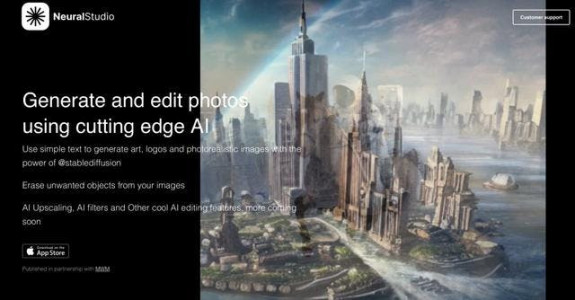 NeuralStudio
Customer support
Generate and edit photos
using cutting edge AI
Use simple text to generate art, logos and photorealistic images with the
power of @stablediffusion
Erase unwanted objects from your images
AI Upscaling, AI filters and Other cool AI editing features, more coming
soon
Download on the
App Store
Published in partnership with MWM